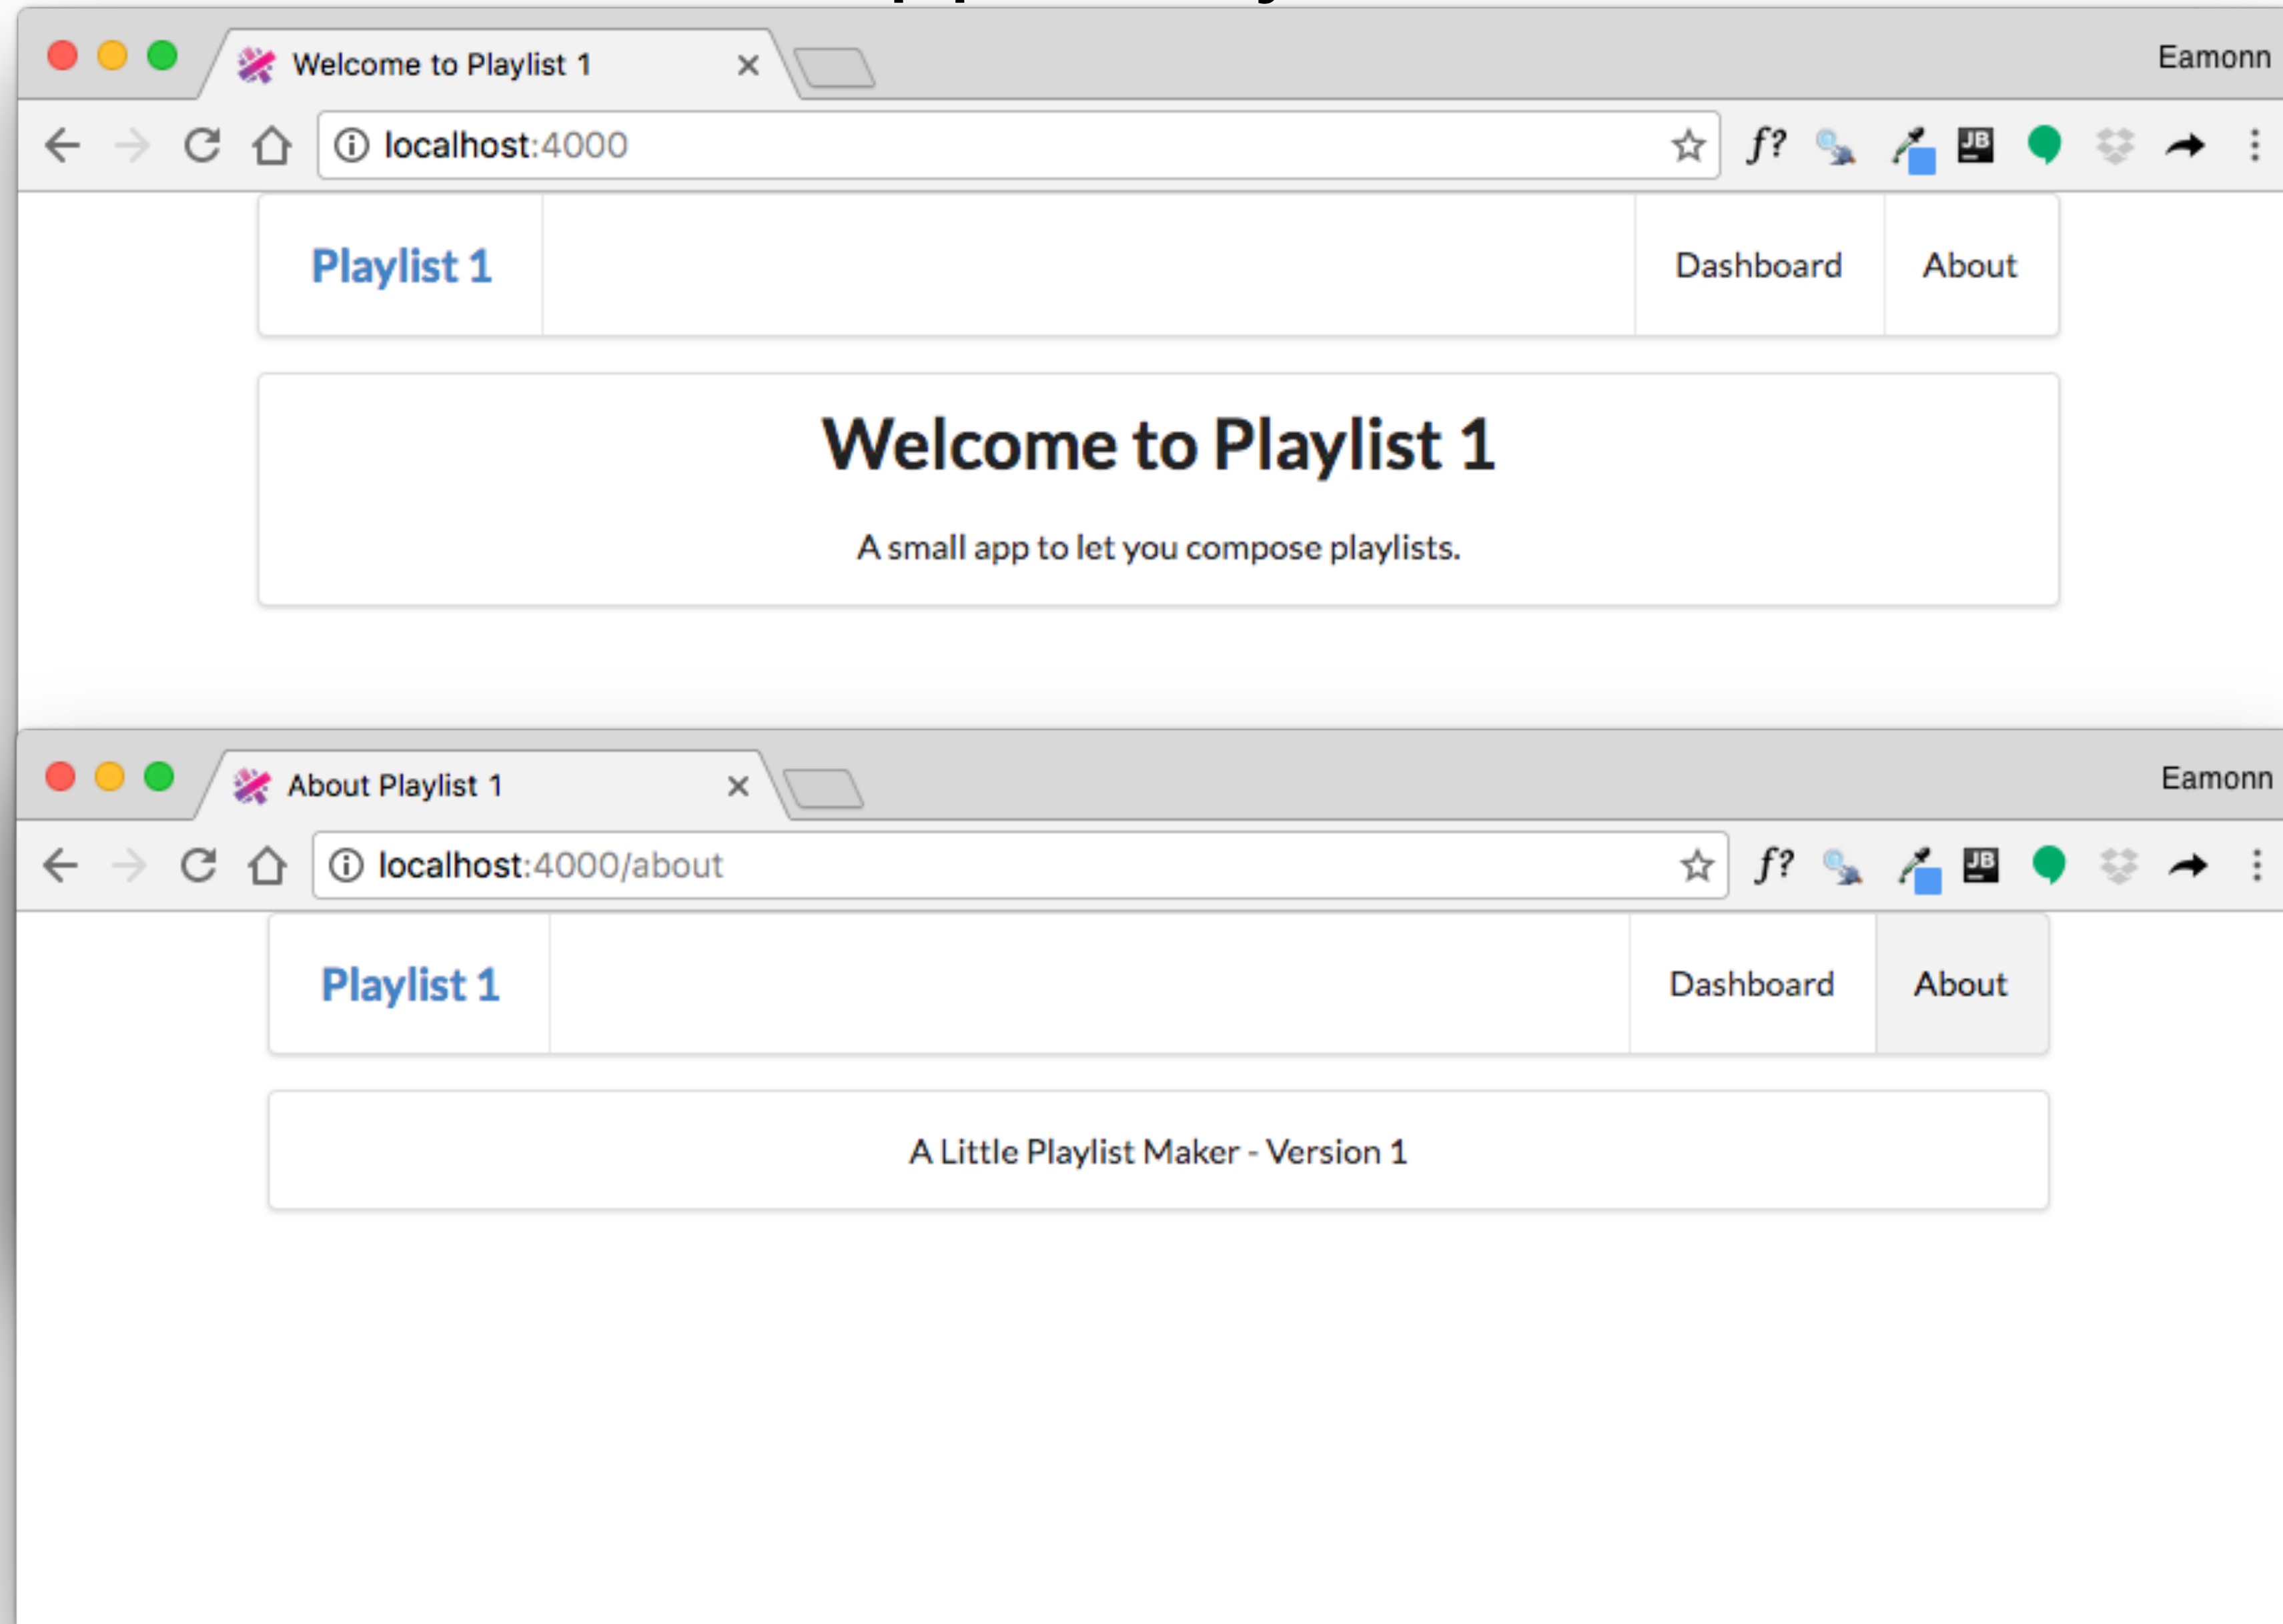 Welcome to Playlist 1
Eamonn
localhost:4000
f?
JB
Playlist 1
Dashboard
About
Welcome to Playlist 1
A small app to let you compose playlists.
About Playlist 1
Eamonn
localhost:4000/about
f?
JB
Playlist 1
Dashboard
About
A Little Playlist Maker - Version 1